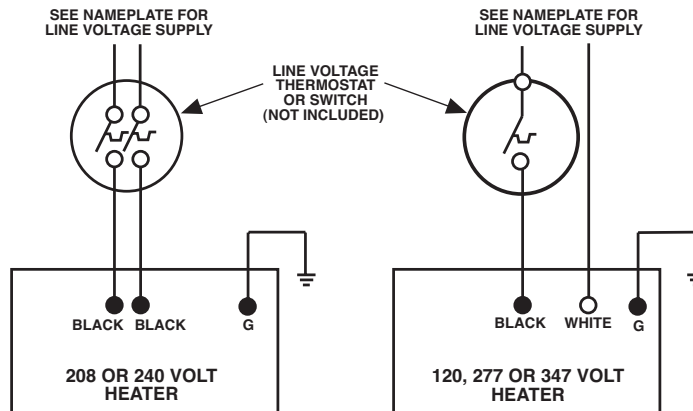 SEE NAMEPLATE FOR
LINE VOLTAGE SUPPLY
SEE NAMEPLATE FOR
LINE VOLTAGE SUPPLY
LINE VOLTAGE
THERMOSTAT
OR SWITCH
(NOT INCLUDED)
BLACK
BLACK
G
BLACK
WHITE
G
208 OR 240 VOLT
HEATER
120, 277 OR 347 VOLT
HEATER